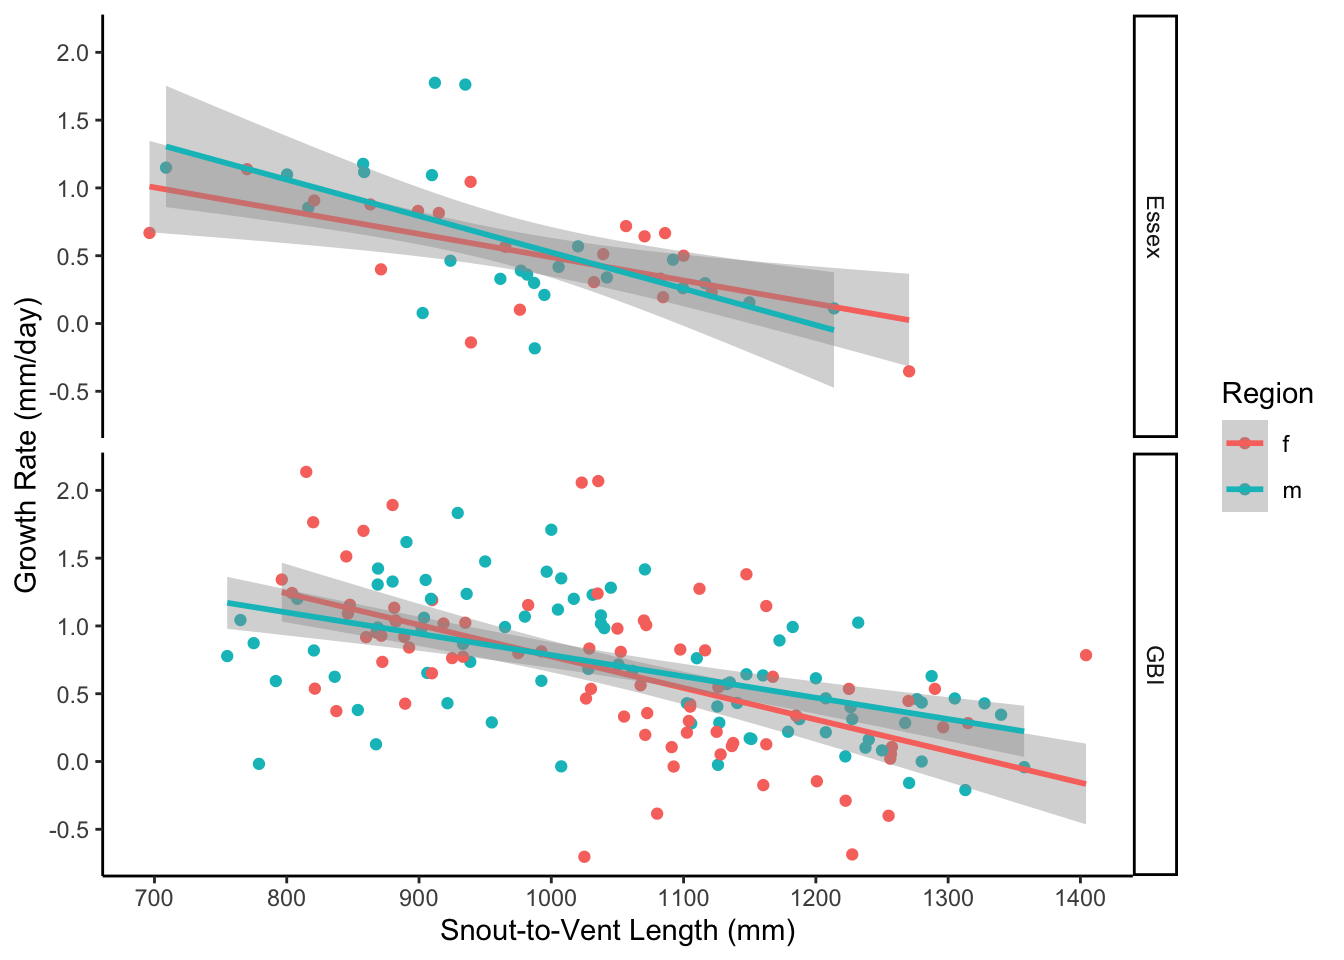 2.0
1.5
1.0
0.5
0.0
-0.5
Essex
2.0
1.5
1.0
0.5
0.0
-0.5
GBI
700 800 900 1000 1100 1200 1300 1400
Snout-to-Vent Length (mm)
Growth Rate (mm/day)
Region
f
m